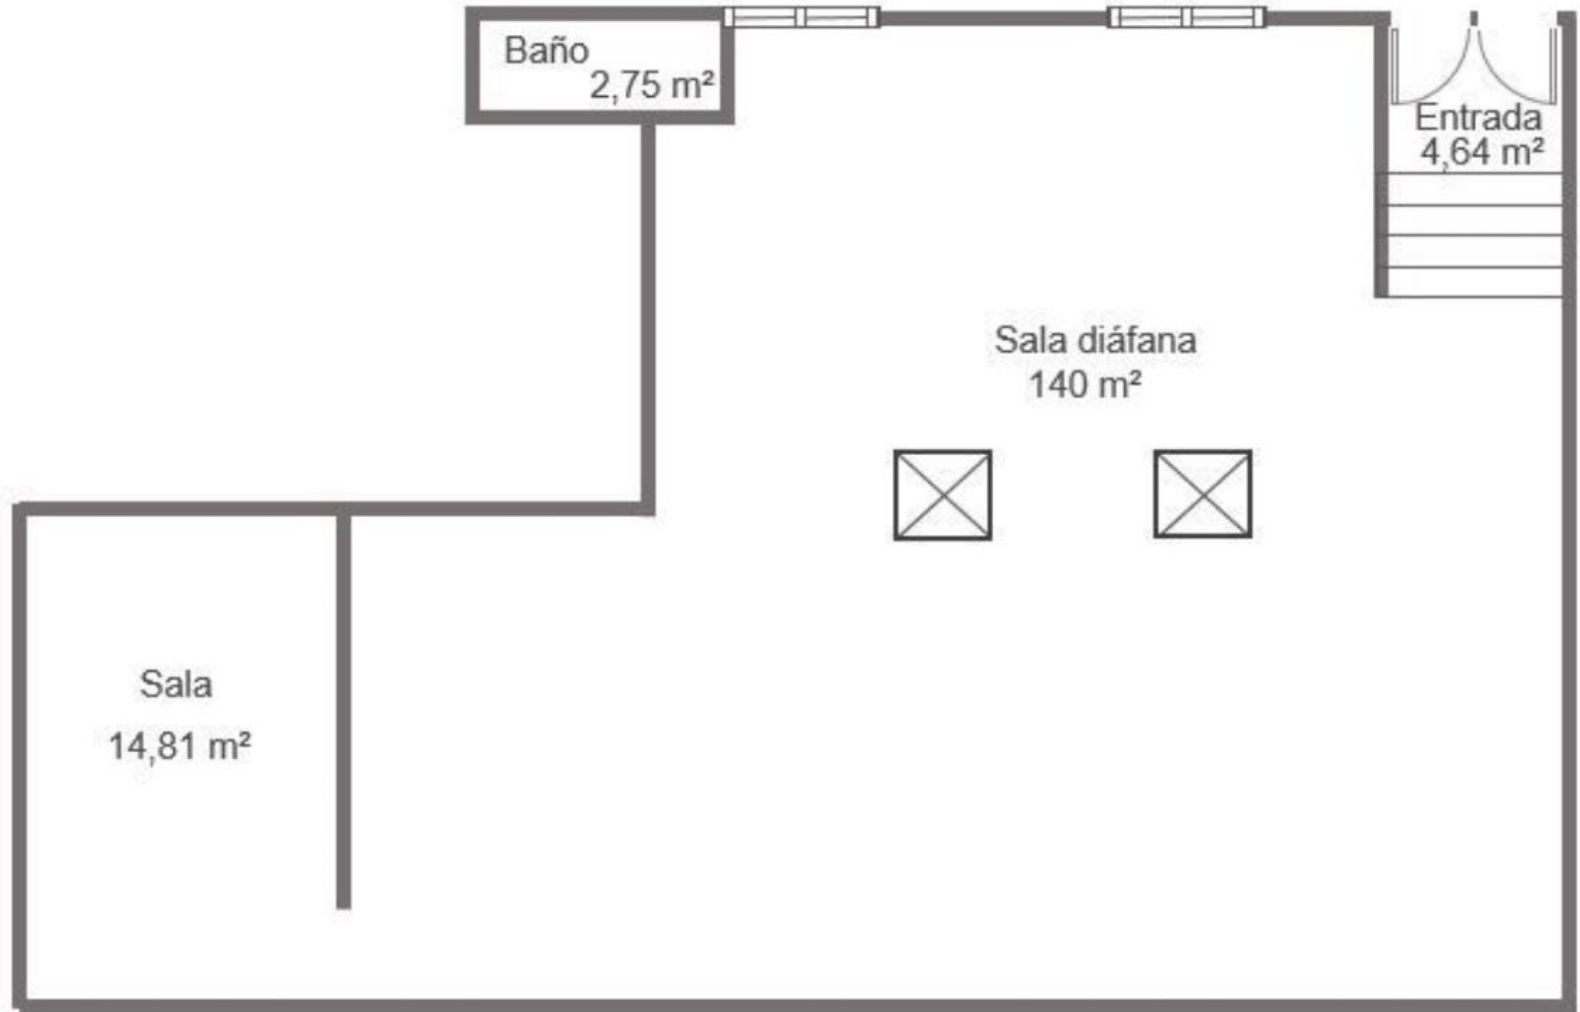 Baño
2,75 m²
Entrada
4,64 m²
Sala diáfana
140 m²
Sala
14,81 m²